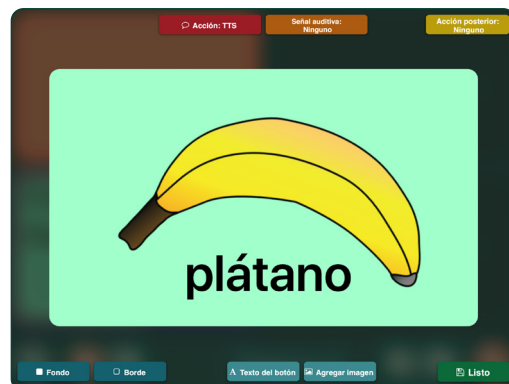 Acción: TTS
Señal auditiva:
Ninguno
Acción posterior:
Ninguno
plátano
Fondo
Borde
A Texto del botón
Agregar imagen
Listo